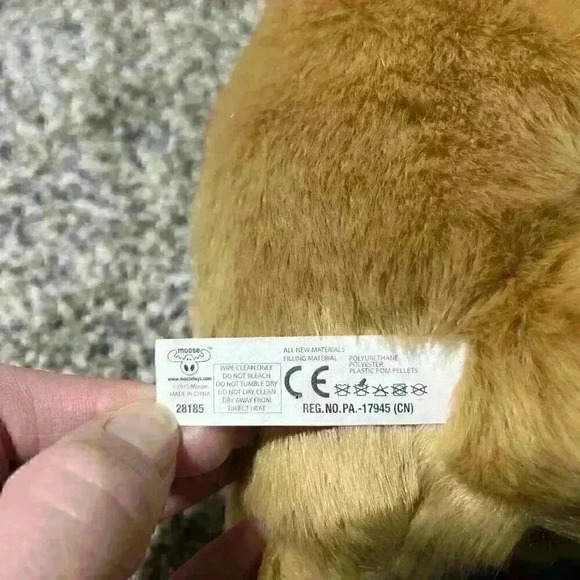 moose
™
www.moosetoys.com
©2015 Moose.
MADE IN CHINA
28185
WIPE CLEAN ONLY
DO NOT BLEACH
DO NOT TUMBLE DRY
DO NOT DRY CLEAN
DRY AWAY FROM
DIRECT HEAT
ALL NEW MATERIALS
FILLING MATERIAL: POLYURETHANE
POLYESTER
PLASTIC PDM PELLETS
CE
REG.NO.PA.-17945 (CN)